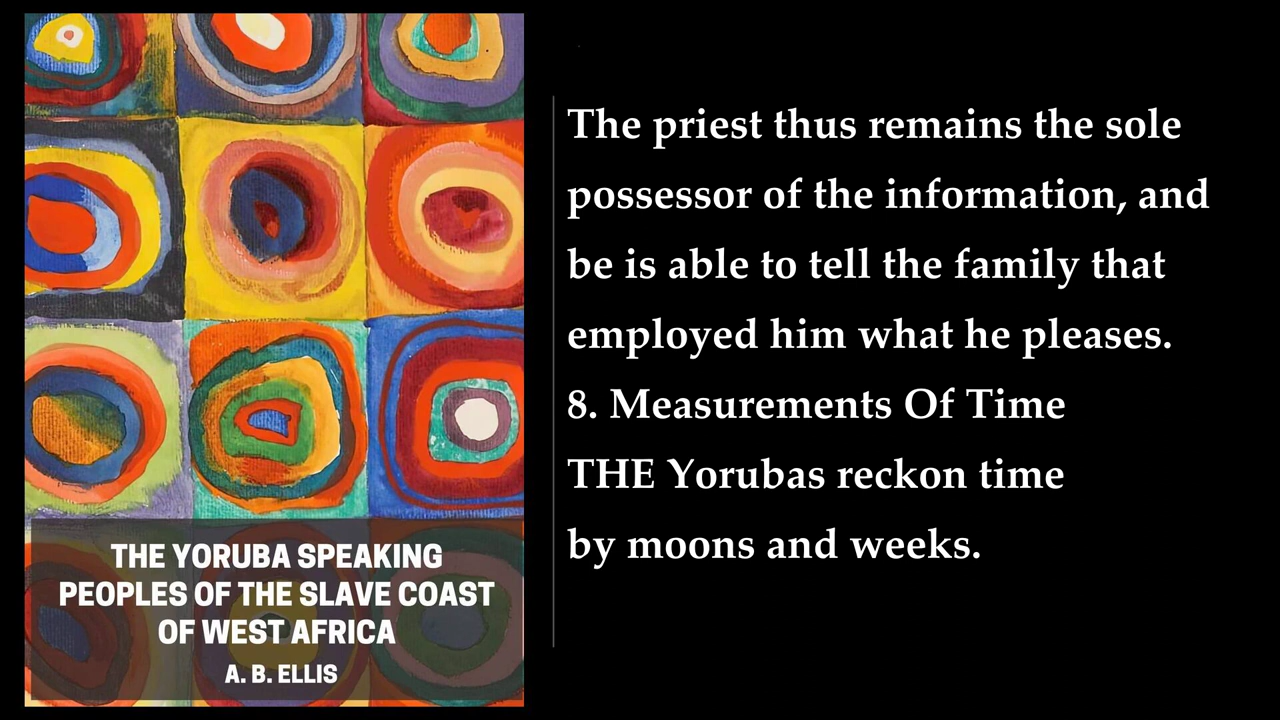 THE YORUBA SPEAKING
PEOPLES OF THE SLAVE COAST
OF WEST AFRICA
A. B. ELLIS
The priest thus remains the sole
possessor of the information, and
be is able to tell the family that
employed him what he pleases.
8. Measurements Of Time
THE Yorubas reckon time
by moons and weeks.